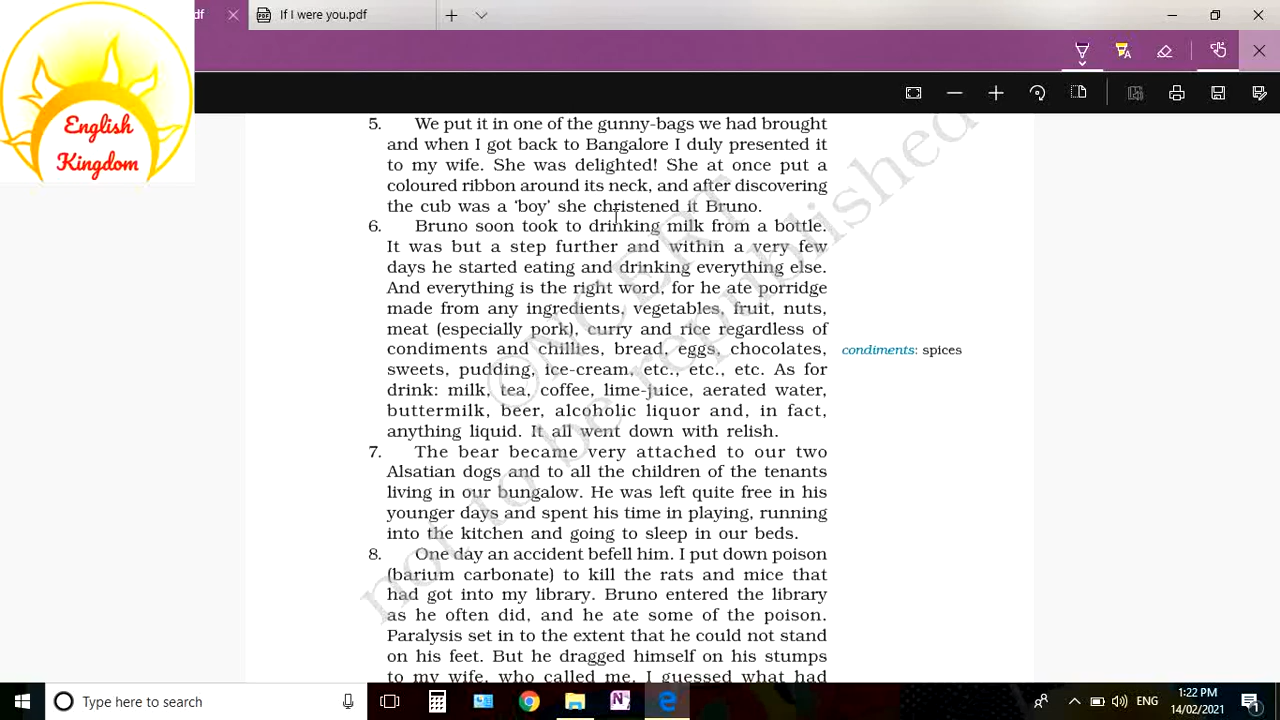 df
If I were you.pdf
English
Kingdom
5. We put it in one of the gunny-bags we had brought
and when I got back to Bangalore I duly presented it
to my wife. She was delighted! She at once put a
coloured ribbon around its neck, and after discovering
the cub was a 'boy' she christened it Bruno.
6. Bruno soon took to drinking milk from a bottle.
It was but a step further and within a very few
days he started eating and drinking everything else.
And everything is the right word, for he ate porridge
made from any ingredients, vegetables, fruit, nuts,
meat (especially pork), curry and rice regardless of
condiments and chillies, bread, eggs, chocolates,
condiments: spices
sweets, pudding, ice-cream, etc., etc., etc. As for
drink: milk, tea, coffee, lime-juice, aerated water,
buttermilk, beer, alcoholic liquor and, in fact,
anything liquid. It all went down with relish.
7. The bear became very attached to our two
Alsatian dogs and to all the children of the tenants
living in our bungalow. He was left quite free in his
younger days and spent his time in playing, running
into the kitchen and going to sleep in our beds.
8. One day an accident befell him. I put down poison
(barium carbonate) to kill the rats and mice that
had got into my library. Bruno entered the library
as he often did, and he ate some of the poison.
Paralysis set in to the extent that he could not stand
on his feet. But he dragged himself on his stumps
to my wife, who called me. I guessed what had
©NCERT
not to be republished
Type here to search
ENG
1:22 PM
14/02/2021